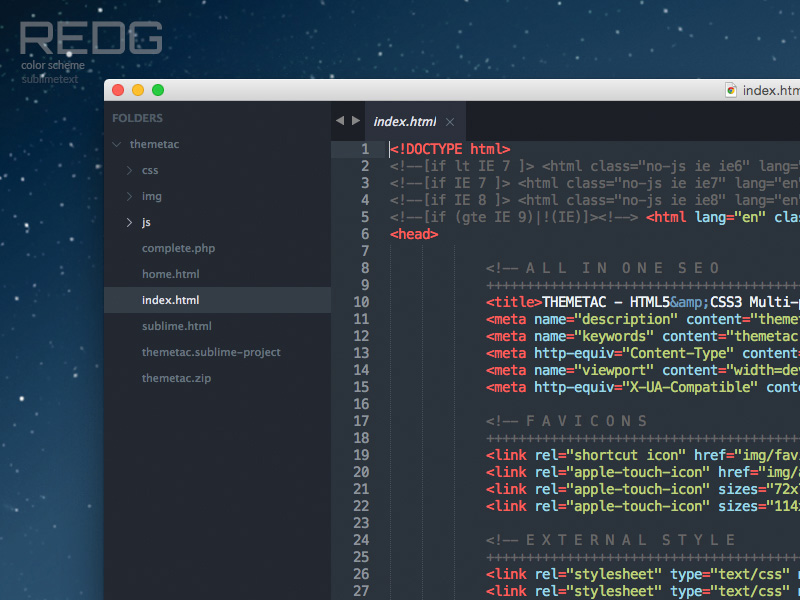 REDG
color scheme
sublimetext
index.htm
FOLDERS
themetac
css
img
js
complete.php
home.html
index.html
sublime.html
themetac.sublime-project
themetac.zip
index.html
1 <!DOCTYPE html>
2 <!--[if lt IE 7 ]> <html class="no-js ie ie6" lang=
3 <!--[if IE 7 ]> <html class="no-js ie ie7" lang="en"
4 <!--[if IE 8 ]> <html class="no-js ie ie8" lang="en"
5 <!--[if (gte IE 9)|!(IE)]><!--> <html lang="en" clas
6 <head>
7
8 <!-- A L L  I N  O N E  S E O
9 ++++++++++++++++++++++++++++++++++++++++
10 <title>THEMETAC - HTML5&amp;CSS3 Multi-p
11 <meta name="description" content="themet
12 <meta name="keywords" content="themetac
13 <meta http-equiv="Content-Type" content=
14 <meta name="viewport" content="width=dev
15 <meta http-equiv="X-UA-Compatible" conte
16
17 <!-- F A V I C O N S
18 ++++++++++++++++++++++++++++++++++++++++
19 <link rel="shortcut icon" href="img/favi
20 <link rel="apple-touch-icon" href="img/a
21 <link rel="apple-touch-icon" sizes="72x7
22 <link rel="apple-touch-icon" sizes="114x
23
24 <!-- E X T E R N A L  S T Y L E
25 ++++++++++++++++++++++++++++++++++++++++
26 <link rel="stylesheet" type="text/css" m
27 <link rel="stylesheet" type="text/css" m